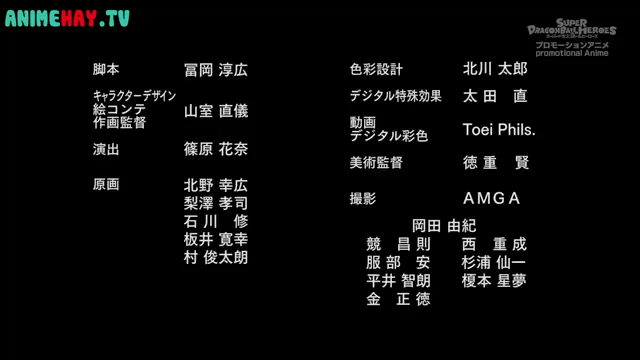 ANIMEHAY.TV
SUPER
DRAGONBALL HEROES
プロモーションアニメ
promotional Anime
脚本 冨岡 淳広
キャラクターデザイン
絵コンテ
作画監督
山室 直儀
演出 篠原 花奈
原画 北野 幸広
梨澤 孝司
石川 修
板井 寛幸
村 俊太朗
色彩設計 北川 太郎
デジタル特殊効果 太田 直
動画
デジタル彩色
Toei Phils.
美術監督 徳重 賢
撮影 AMGA
岡田 由紀
競 昌則 西 重成
服部 安 杉浦 仙一
平井 智朗 榎本 星夢
金 正徳